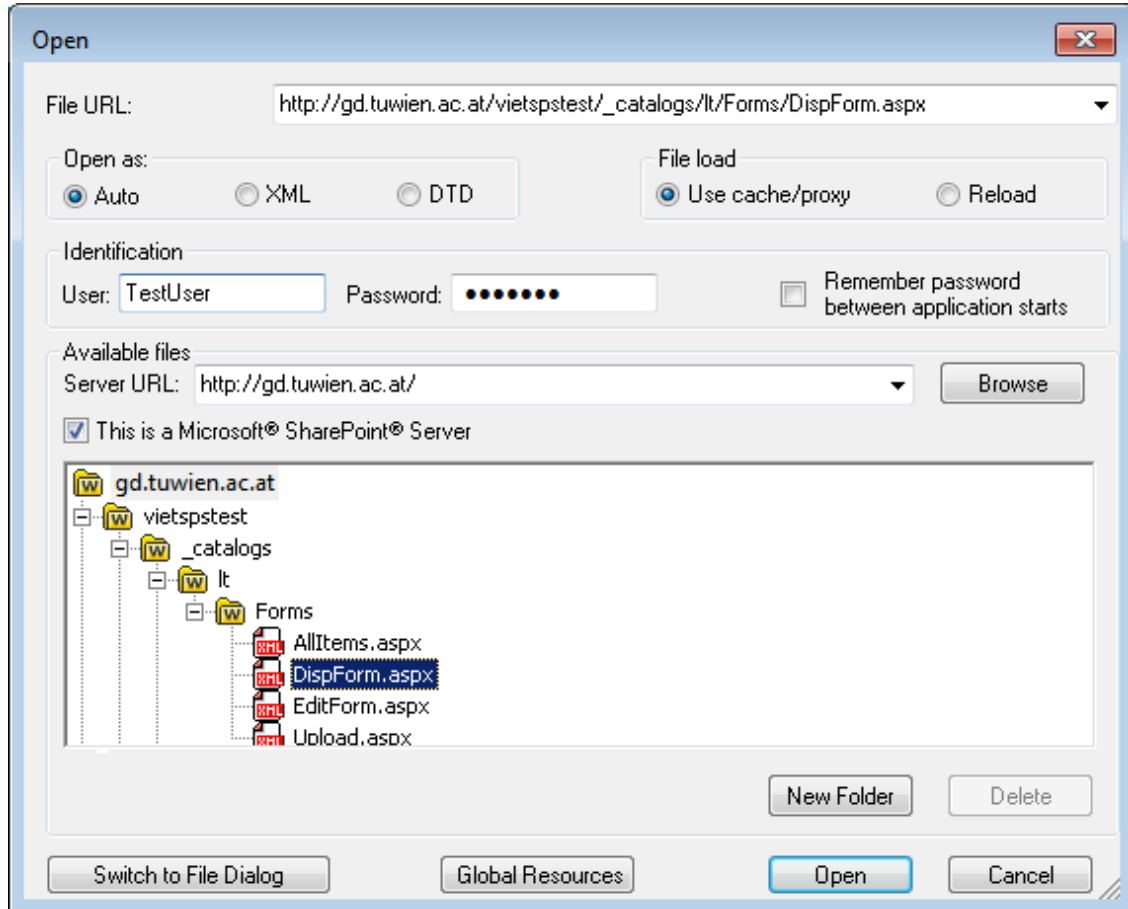 Open
File URL: http://gd.tuwien.ac.at/vietspstest/_catalogs/lt/Forms/DispForm.aspx
Open as: File load
Auto XML DTD Use cache/proxy Reload
Identification
User: TestUser Password: ●●●●●●● Remember password
between application starts
Available files
Server URL: http://gd.tuwien.ac.at/ Browse
This is a Microsoft® SharePoint® Server
gd.tuwien.ac.at
vietspstest
_catalogs
lt
Forms
AllItems.aspx
DispForm.aspx
EditForm.aspx
Upload.aspx
New Folder Delete
Switch to File Dialog Global Resources Open Cancel